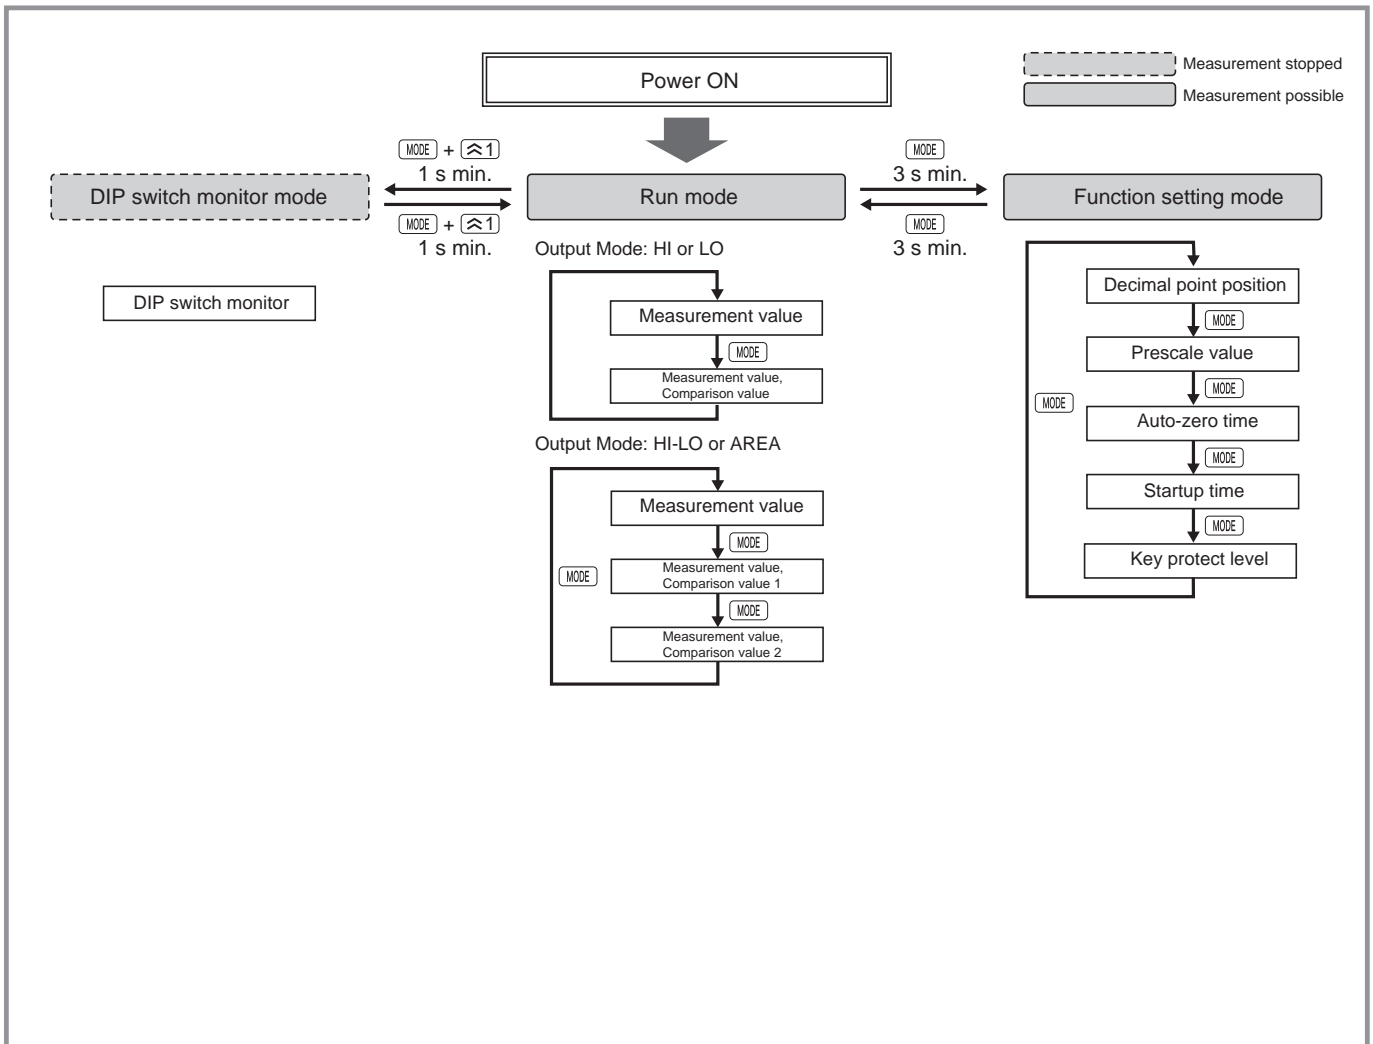 Power ON
Measurement stopped
Measurement possible
MODE + 1
1 s min.
MODE
3 s min.
DIP switch monitor mode
Run mode
Function setting mode
MODE + 1
1 s min.
MODE
3 s min.
DIP switch monitor
Output Mode: HI or LO
Measurement value
MODE
Measurement value,
Comparison value
Output Mode: HI-LO or AREA
Measurement value
MODE
MODE
Measurement value,
Comparison value 1
MODE
Measurement value,
Comparison value 2
Decimal point position
MODE
Prescale value
MODE
MODE
Auto-zero time
MODE
Startup time
MODE
Key protect level